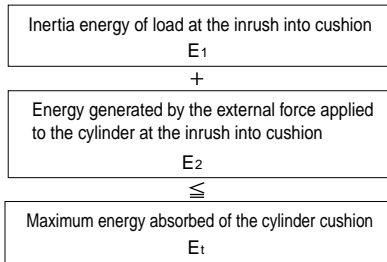 Inertia energy of load at the inrush into cushion
E1
+
Energy generated by the external force applied
to the cylinder at the inrush into cushion
E2
≦
Maximum energy absorbed of the cylinder cushion
Et